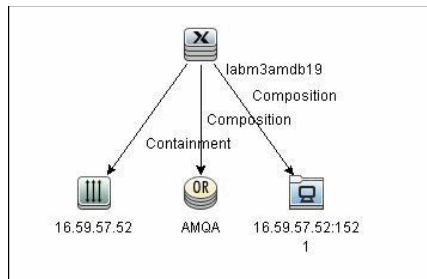 labm3amdb19
Composition
Composition
Containment
OR
16.59.57.52
AMQA
16.59.57.52:152
1